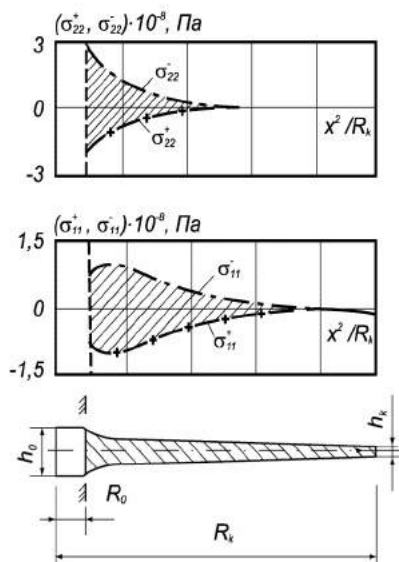 (σ⁺₂₂, σ⁻₂₂)·10⁻⁸, Па
3
σ⁻₂₂
0
σ⁺₂₂
x²/Rₖ
-3
(σ⁺₁₁, σ⁻₁₁)·10⁻⁸, Па
1,5
σ⁻₁₁
0
σ⁺₁₁
x²/Rₖ
-1,5
h₀
hₖ
R₀
Rₖ